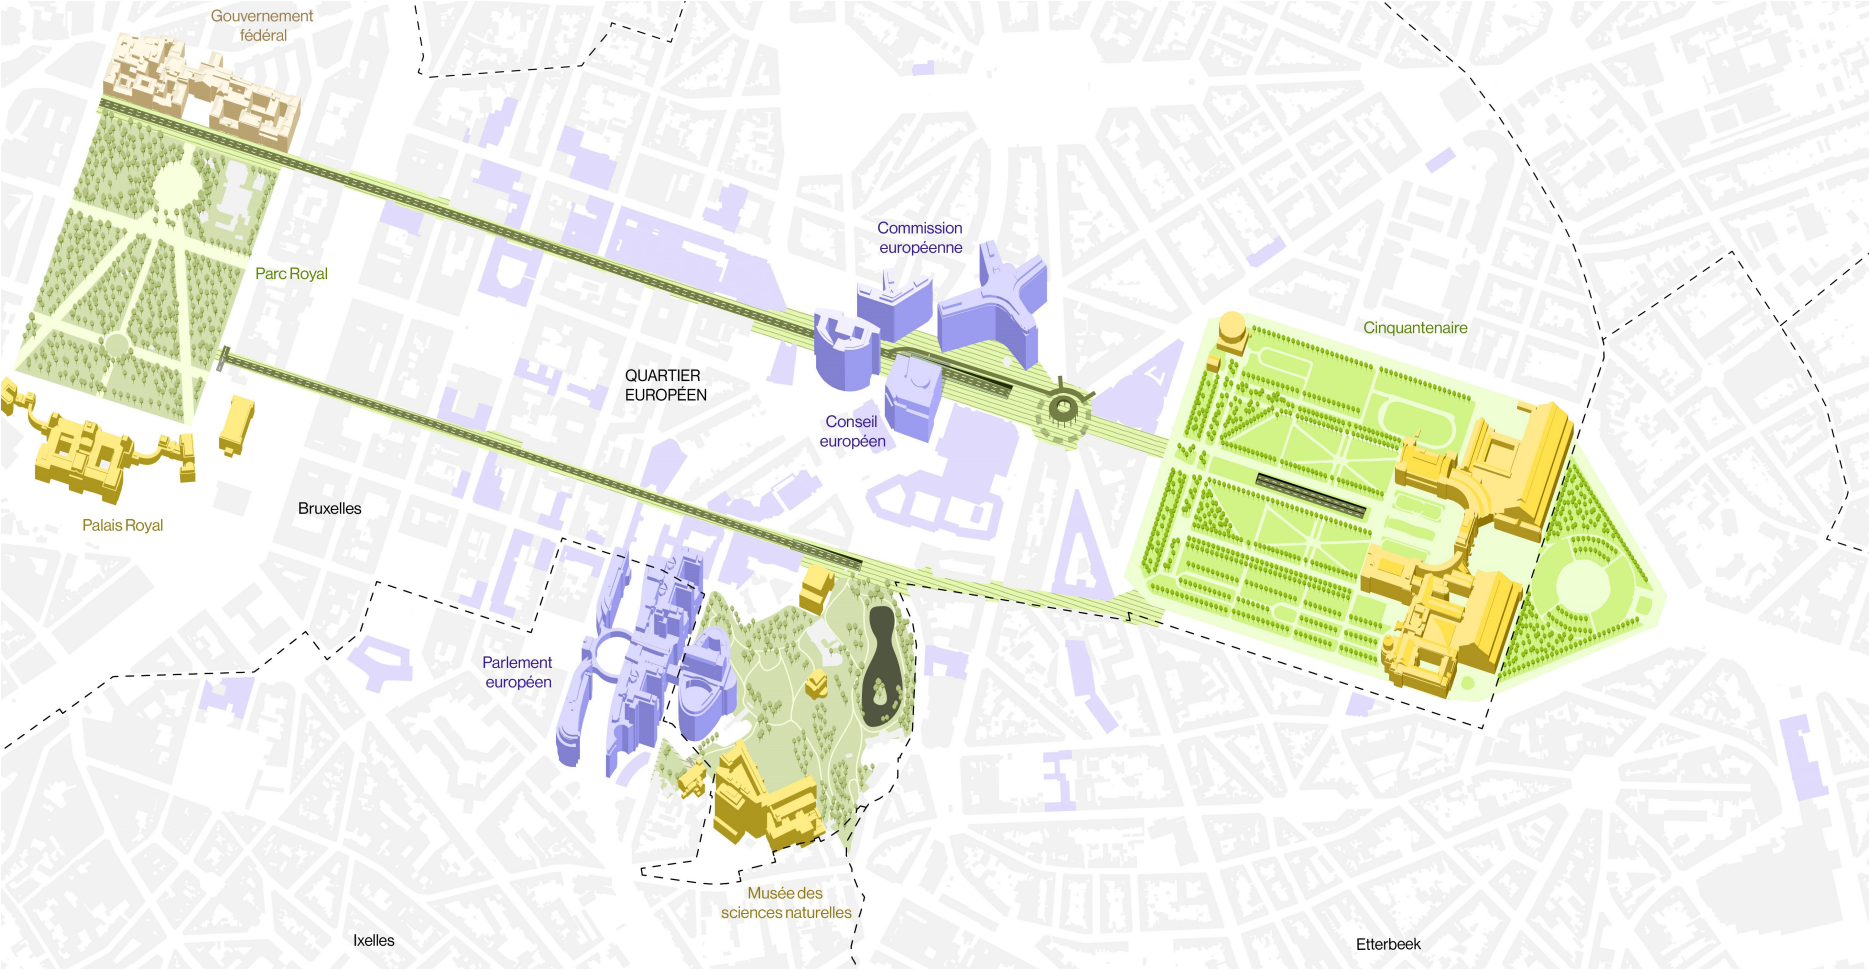 Gouvernement
fédéral
Commission
européenne
Parc Royal
Cinquantenaire
QUARTIER
EUROPÉEN
Conseil
européen
Bruxelles
Palais Royal
Parlement
européen
Musée des
sciences naturelles
Ixelles
Etterbeek